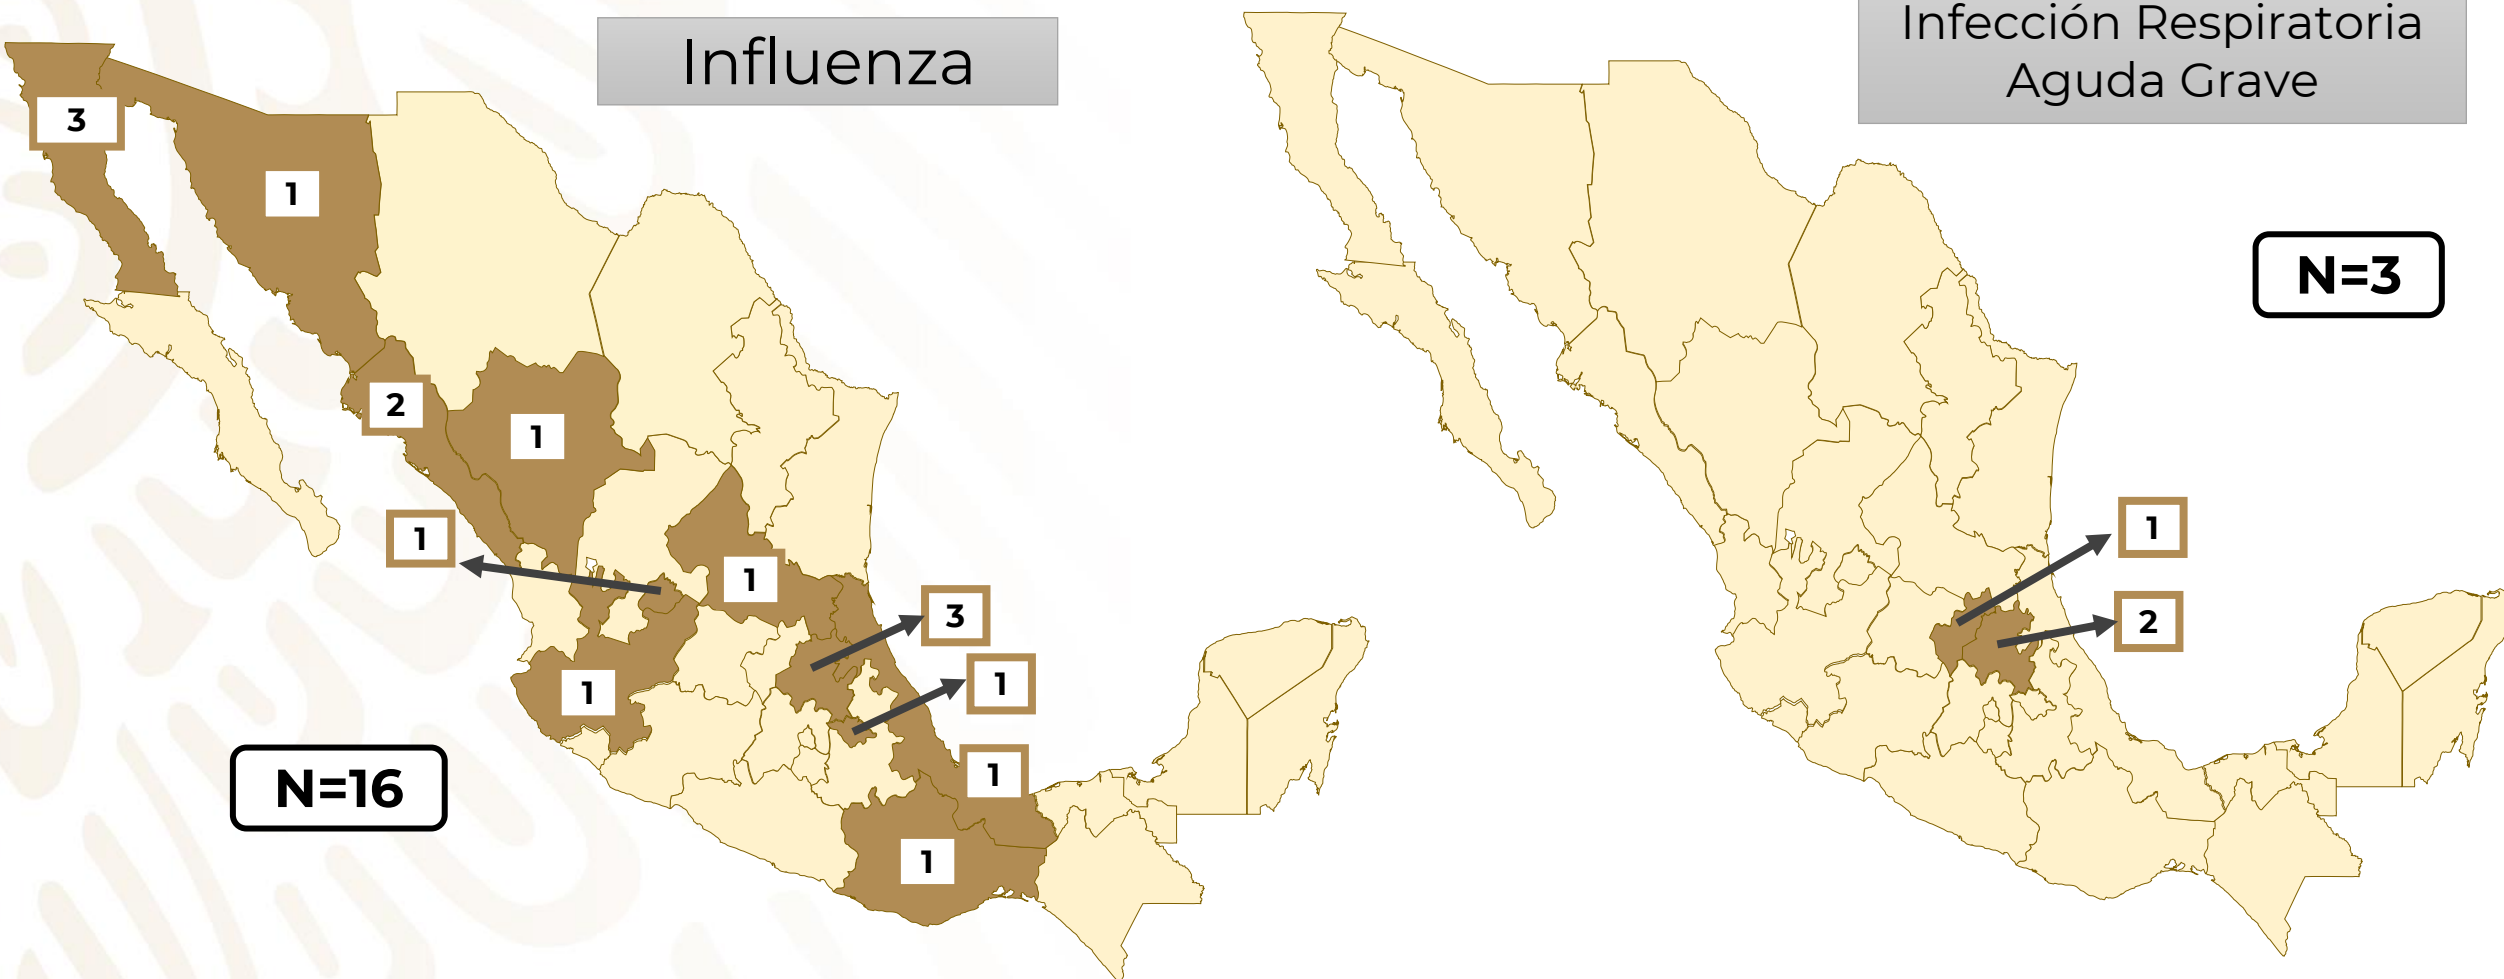 Influenza
3
1
2
1
1
1
3
1
1
1
1
N=16
Infección Respiratoria
Aguda Grave
N=3
1
2